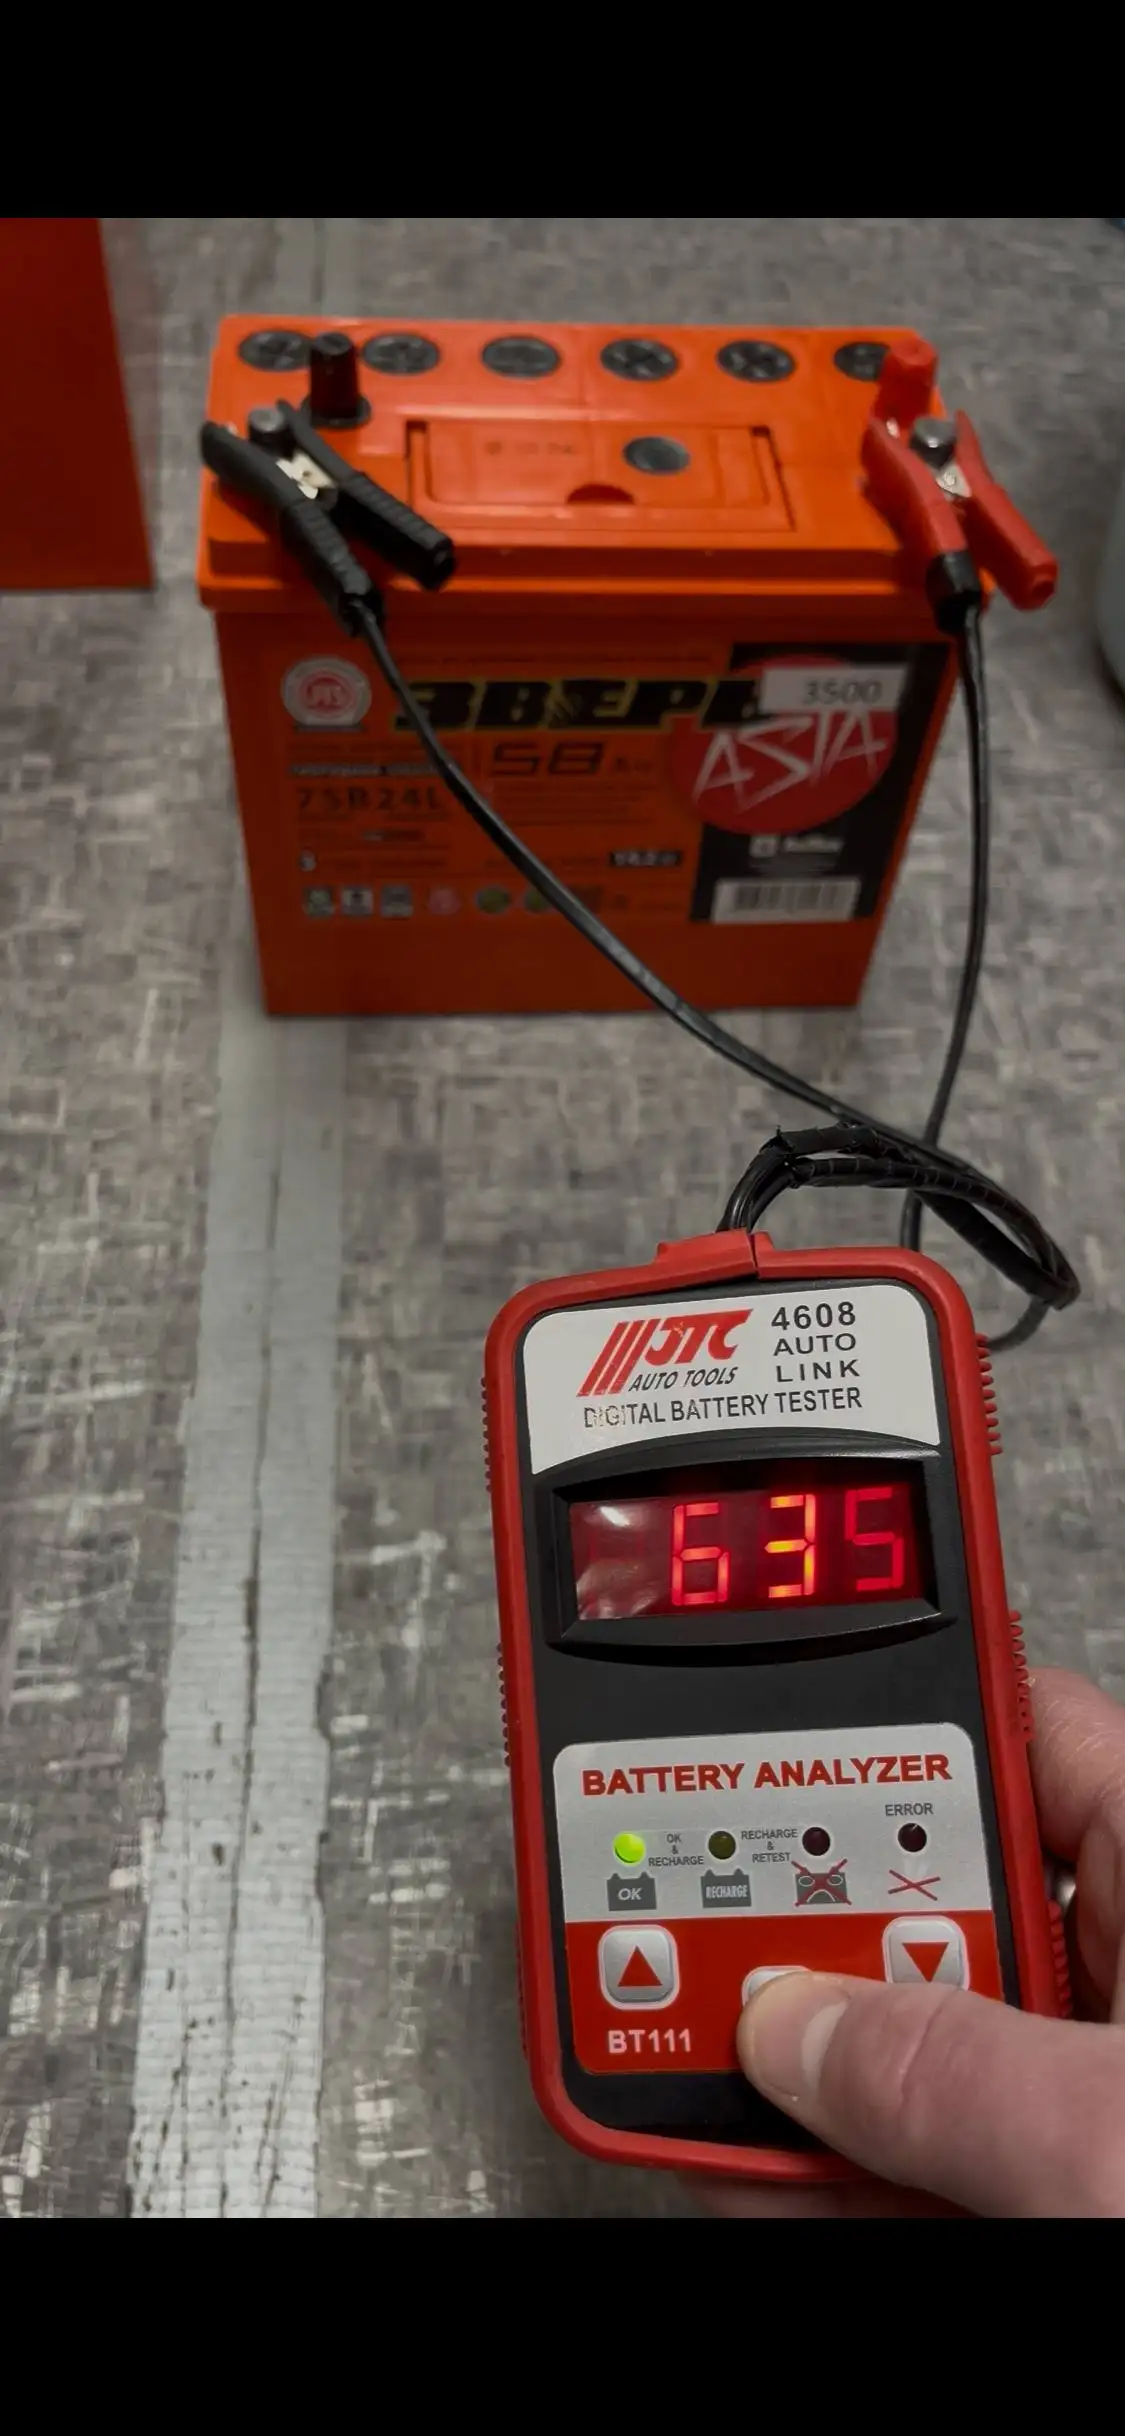 ЗВЕРЬ
3500
ASIA
58 Ач
75B24L
JTC
AUTO TOOLS
4608
AUTO
LINK
DIGITAL BATTERY TESTER
635
BATTERY ANALYZER
ERROR
OK
&
RECHARGE
RECHARGE
&
RETEST
OK
RECHARGE
BT111